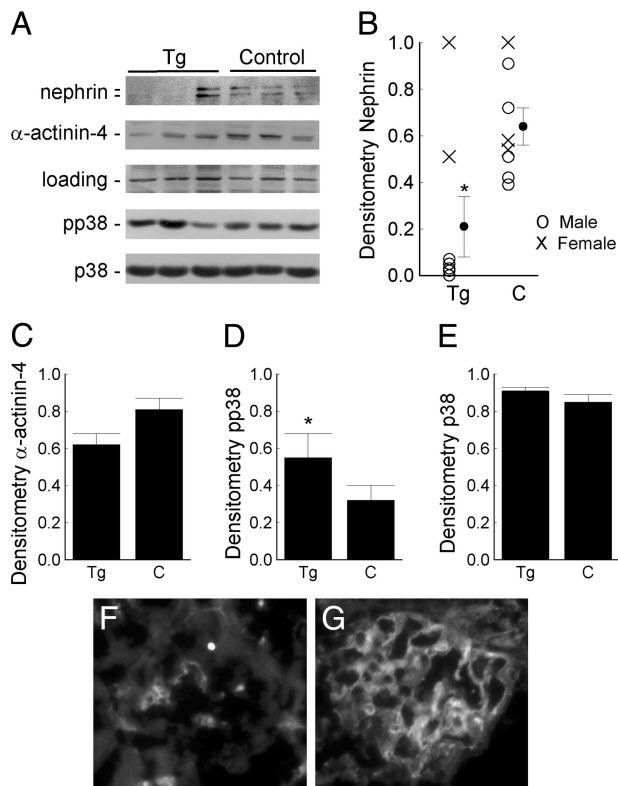 A
Tg Control
nephrin =
α-actinin-4 -
loading -
pp38 -
p38 -
B
Densitometry Nephrin
1.0
0.8
0.6
0.4
0.2
0.0
*
Tg C
O Male
X Female
C
Densitometry α-actinin-4
1.0
0.8
0.6
0.4
0.2
0.0
Tg C
D
Densitometry pp38
1.0
0.8
0.6
0.4
0.2
0.0
*
Tg C
E
Densitometry p38
1.0
0.8
0.6
0.4
0.2
0.0
Tg C
F
G